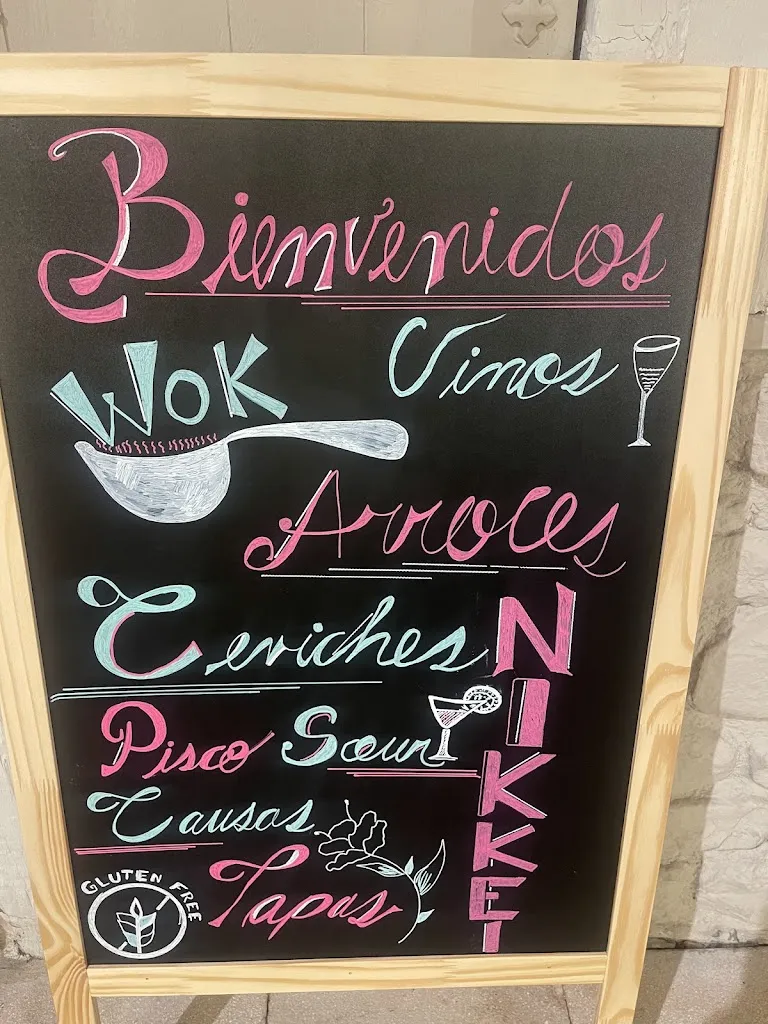 Bienvenidos
WOK
Vinos
Arroces
Ceviches
NIKKEI
Pisco Sour
Causas
Tapas
GLUTEN FREE